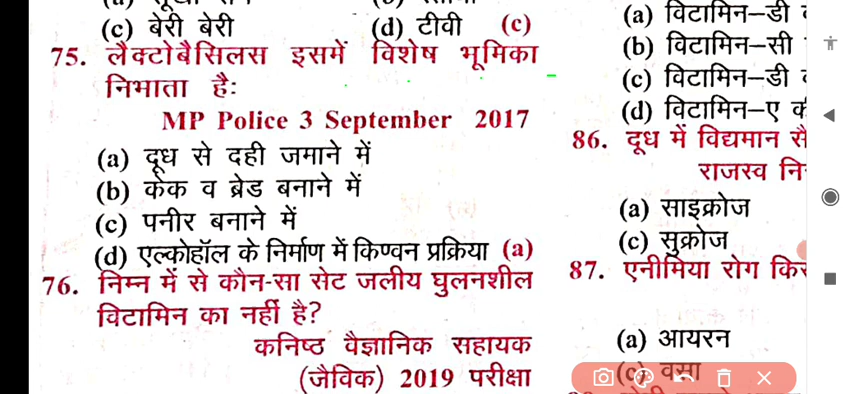 (c) बेरी बेरी (d) टीवी (c)
75. लैक्टोबैसिलस इसमें विशेष भूमिका
निभाता है:
MP Police 3 September 2017
(a) दूध से दही जमाने में
(b) केक व ब्रेड बनाने में
(c) पनीर बनाने में
(d) एल्कोहॉल के निर्माण में किण्वन प्रक्रिया (a)
76. निम्न में से कौन-सा सेट जलीय घुलनशील
विटामिन का नहीं है?
कनिष्ठ वैज्ञानिक सहायक
(जैविक) 2019 परीक्षा
(a) विटामिन–डी
(b) विटामिन–सी
(c) विटामिन–डी
(d) विटामिन–ए
86. दूध में विद्यमान
राजस्व
(a) साइक्रोज
(c) सुक्रोज
87. एनीमिया रोग
(a) आयरन
(c) वसा